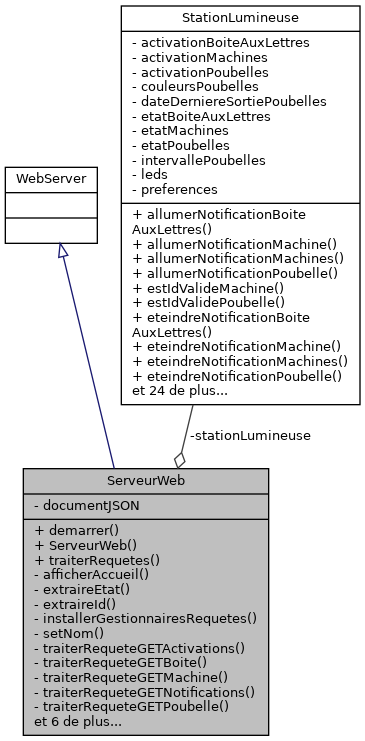 StationLumineuse
- activationBoiteAuxLettres
- activationMachines
- activationPoubelles
- couleursPoubelles
- dateDerniereSortiePoubelles
- etatBoiteAuxLettres
- etatMachines
- etatPoubelles
- intervallePoubelles
- leds
- preferences
+ allumerNotificationBoite
AuxLettres()
+ allumerNotificationMachine()
+ allumerNotificationMachines()
+ allumerNotificationPoubelle()
+ estIdValideMachine()
+ estIdValidePoubelle()
+ eteindreNotificationBoite
AuxLettres()
+ eteindreNotificationMachine()
+ eteindreNotificationMachines()
+ eteindreNotificationPoubelle()
et 24 de plus...
WebServer
-stationLumineuse
ServeurWeb
- documentJSON
+ demarrer()
+ ServeurWeb()
+ traiterRequetes()
- afficherAccueil()
- extraireEtat()
- extraireId()
- installerGestionnairesRequetes()
- setNom()
- traiterRequeteGETActivations()
- traiterRequeteGETBoite()
- traiterRequeteGETMachine()
- traiterRequeteGETNotifications()
- traiterRequeteGETPoubelle()
et 6 de plus...